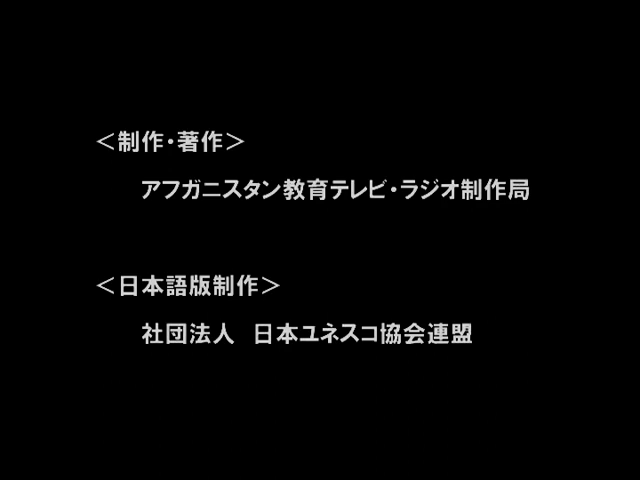 ＜制作・著作＞
アフガニスタン教育テレビ・ラジオ制作局
＜日本語版制作＞
社団法人　日本ユネスコ協会連盟